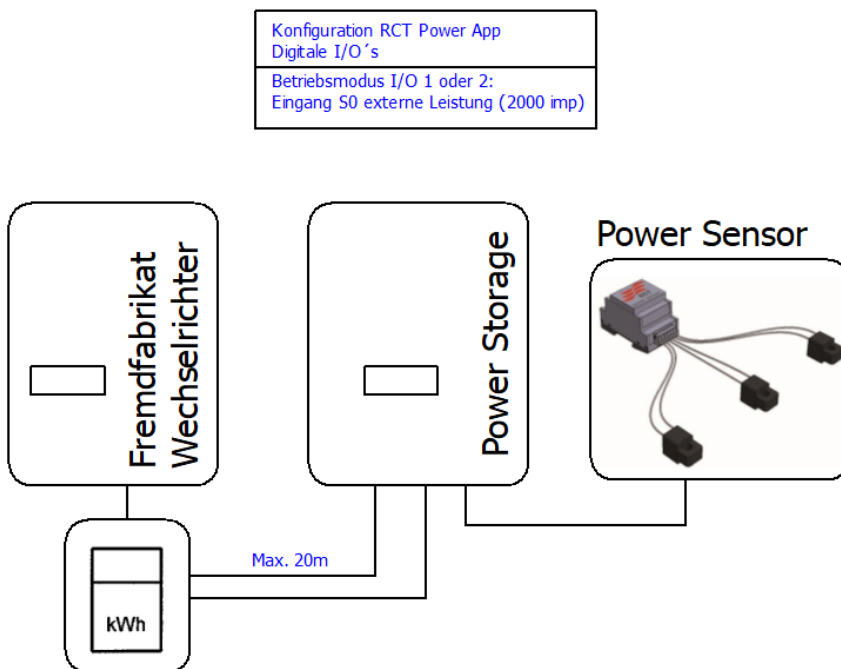 Konfiguration RCT Power App
Digitale I/O´s
Betriebsmodus I/O 1 oder 2:
Eingang S0 externe Leistung (2000 imp)
Fremdfabrikat
Wechselrichter
Power Storage
Power Sensor
Max. 20m
kWh